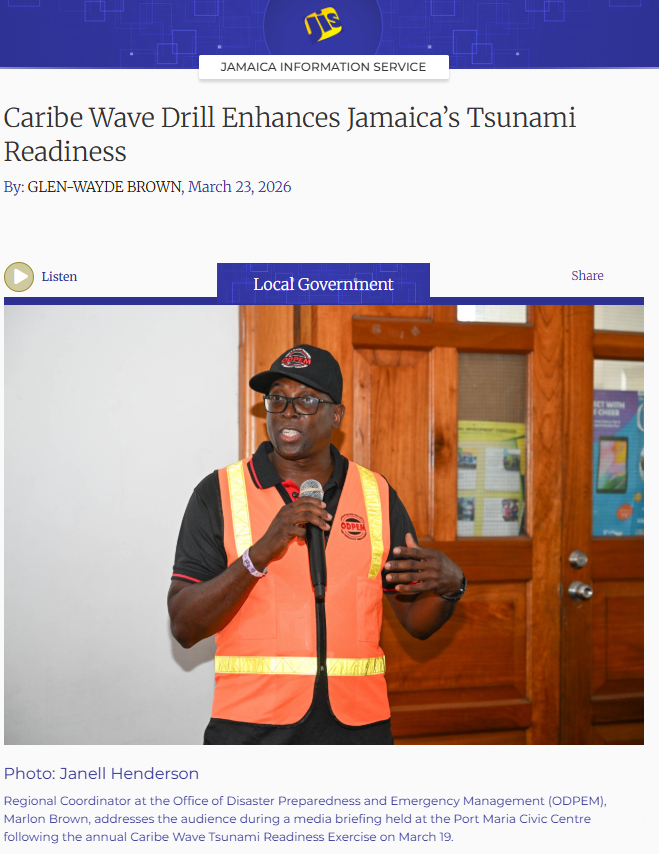 JIS
JAMAICA INFORMATION SERVICE
Caribe Wave Drill Enhances Jamaica’s Tsunami
Readiness
By: GLEN-WAYDE BROWN, March 23, 2026
Listen
Local Government
Share
ODPEM
ODPEM
Photo: Janell Henderson
Regional Coordinator at the Office of Disaster Preparedness and Emergency Management (ODPEM),
Marlon Brown, addresses the audience during a media briefing held at the Port Maria Civic Centre
following the annual Caribe Wave Tsunami Readiness Exercise on March 19.